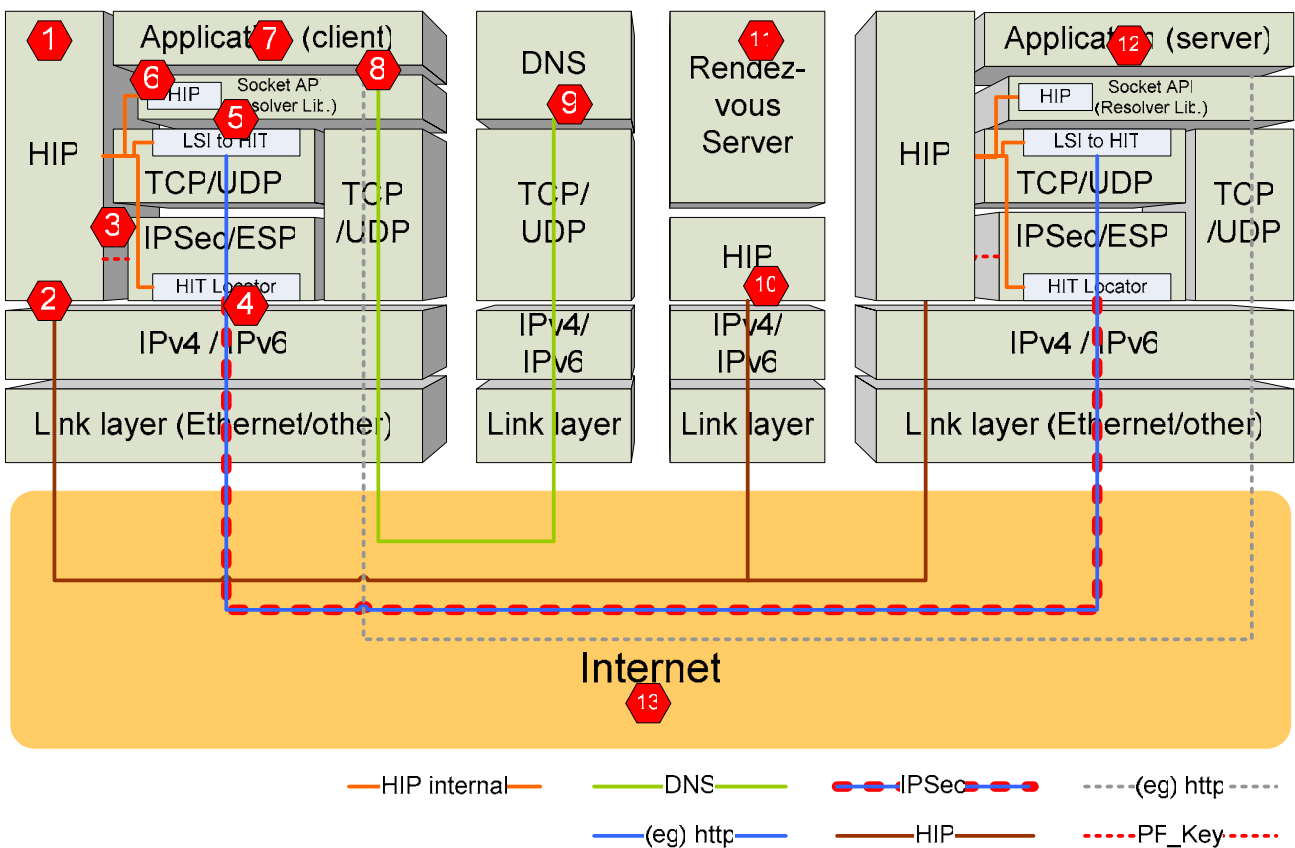 1
7
Application (client)
6
8
HIP
Socket API
5
(Resolver Lib.)
LSI to HIT
HIP
TCP/UDP
TCP
/UDP
3
IPSec/ESP
HIT Locator
2
4
IPv4 / IPv6
Link layer (Ethernet/other)
DNS
9
TCP/
UDP
IPv4/
IPv6
Link layer
11
Rendez-
vous
Server
HIP
10
IPv4/
IPv6
Link layer
12
Application (server)
HIP
Socket API
(Resolver Lib.)
LSI to HIT
HIP
TCP/UDP
TCP
/UDP
IPSec/ESP
HIT Locator
IPv4 / IPv6
Link layer (Ethernet/other)
Internet
13
HIP internal
DNS
IPSec
(eg) http
(eg) http
HIP
PF_Key